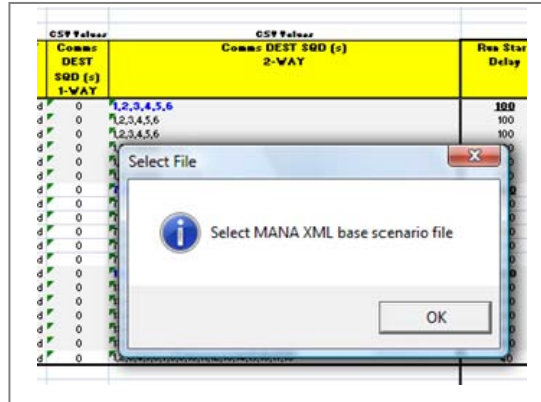 CSV Values CSV Values
Comms DEST SQD (s) 1-WAY Comms DEST SQD (s) 2-WAY Run Star Delay
d 0 1,2,3,4,5,6 100
d 0 1,2,3,4,5,6 100
d 0 1,2,3,4,5,6 100
d 0
Select File
d 0
d 0
d 0
d 0
Select MANA XML base scenario file
d 0
d 0
d 0
d 0
d 0
d 0
OK
d 0
d 0
d 0
d 0